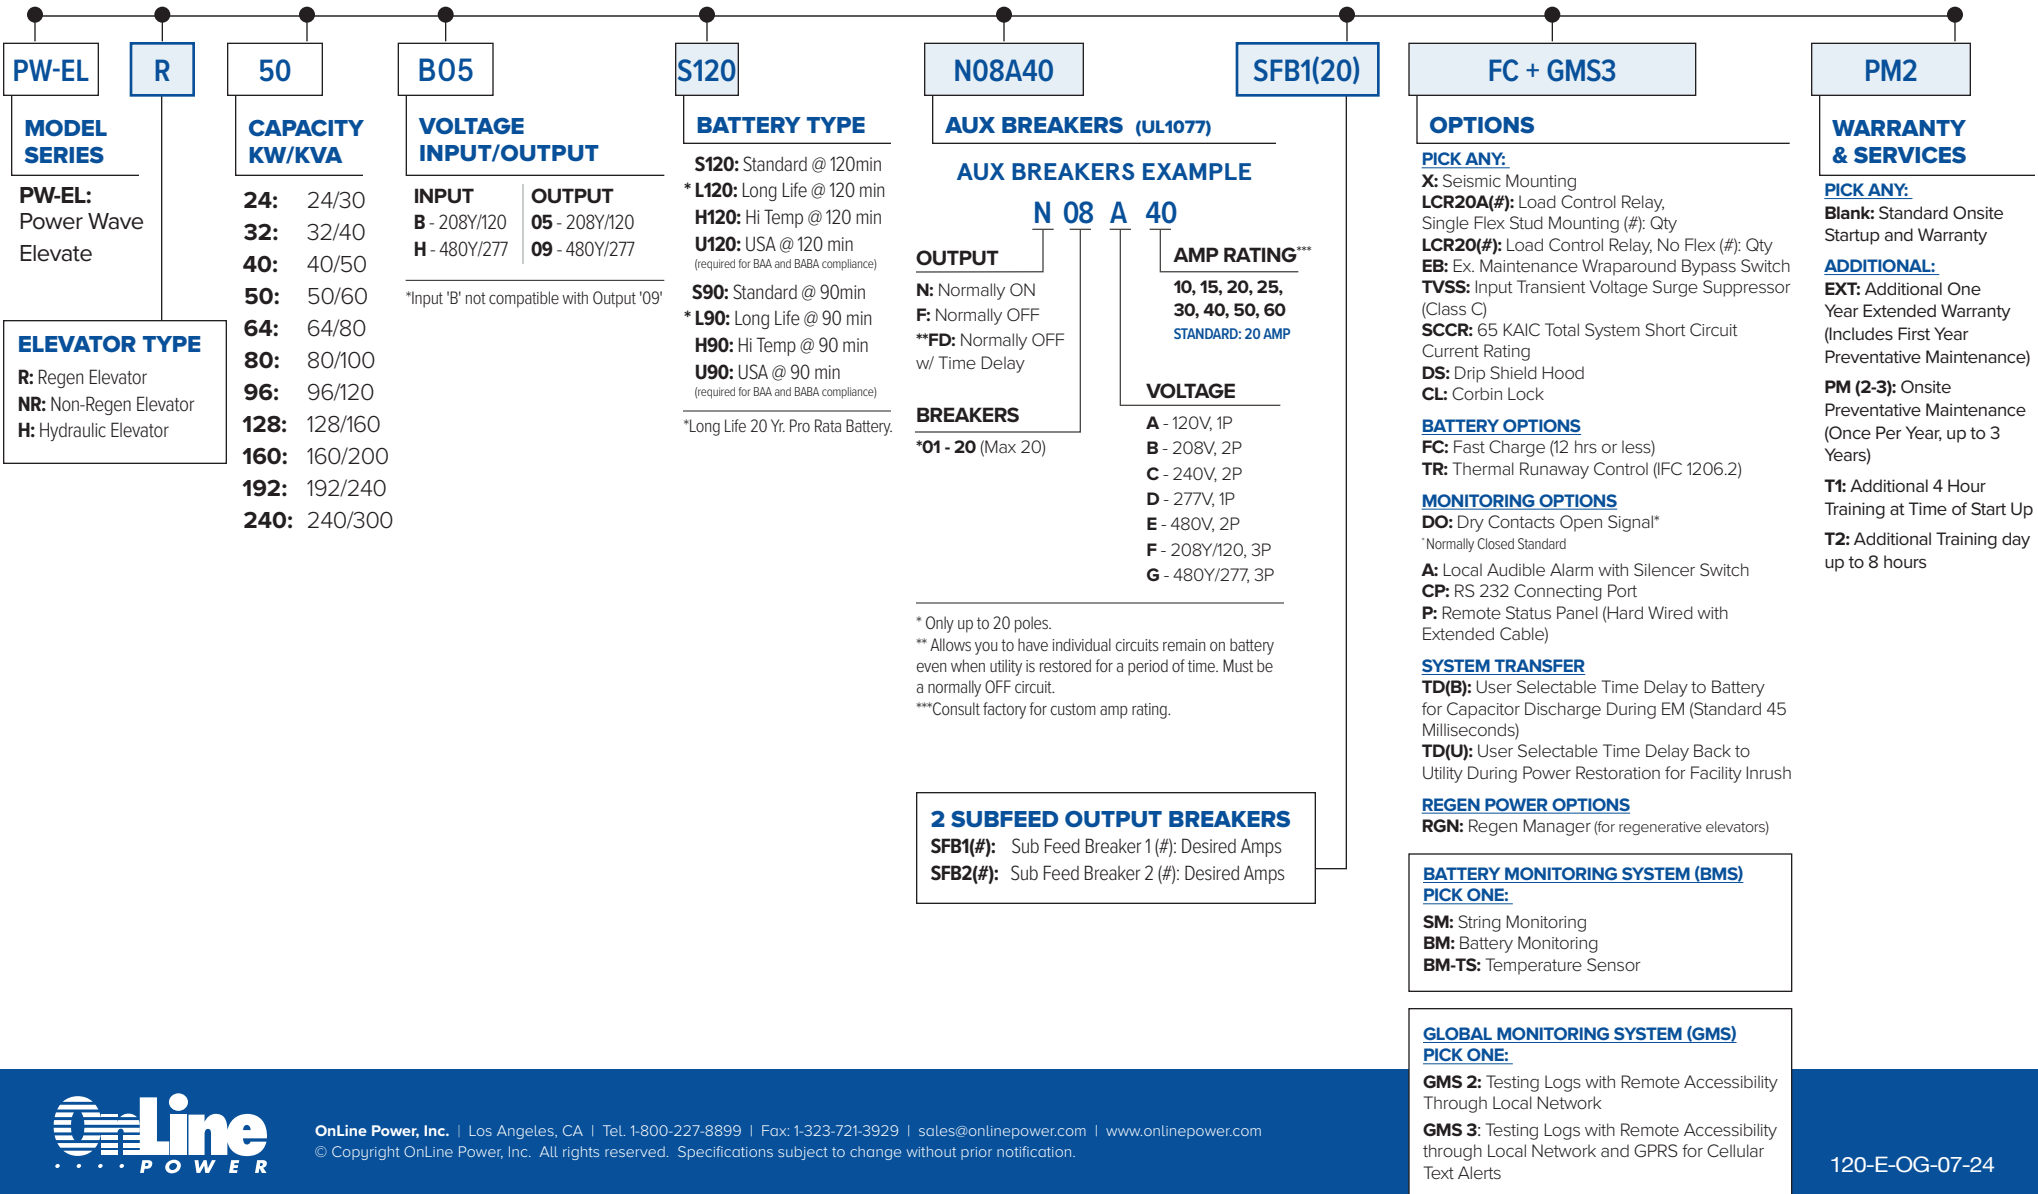 PW-EL
R
50
B05
S120
N08A40
SFB1(20)
FC + GMS3
PM2
MODEL
SERIES
PW-EL:
Power Wave
Elevate
ELEVATOR TYPE
R: Regen Elevator
NR: Non-Regen Elevator
H: Hydraulic Elevator
CAPACITY
KW/KVA
24: 24/30
32: 32/40
40: 40/50
50: 50/60
64: 64/80
80: 80/100
96: 96/120
128: 128/160
160: 160/200
192: 192/240
240: 240/300
VOLTAGE
INPUT/OUTPUT
INPUT OUTPUT
B - 208Y/120 05 - 208Y/120
H - 480Y/277 09 - 480Y/277
*Input 'B' not compatible with Output '09'
BATTERY TYPE
S120: Standard @ 120min
* L120: Long Life @ 120 min
H120: Hi Temp @ 120 min
U120: USA @ 120 min
(required for BAA and BABA compliance)
S90: Standard @ 90min
* L90: Long Life @ 90 min
H90: Hi Temp @ 90 min
U90: USA @ 90 min
(required for BAA and BABA compliance)
*Long Life 20 Yr. Pro Rata Battery.
AUX BREAKERS (UL1077)
AUX BREAKERS EXAMPLE
N 08 A 40
OUTPUT
N: Normally ON
F: Normally OFF
**FD: Normally OFF
w/ Time Delay
BREAKERS
*01 - 20 (Max 20)
AMP RATING***
10, 15, 20, 25,
30, 40, 50, 60
STANDARD: 20 AMP
VOLTAGE
A - 120V, 1P
B - 208V, 2P
C - 240V, 2P
D - 277V, 1P
E - 480V, 2P
F - 208Y/120, 3P
G - 480Y/277, 3P
* Only up to 20 poles.
** Allows you to have individual circuits remain on battery
even when utility is restored for a period of time. Must be
a normally OFF circuit.
***Consult factory for custom amp rating.
2 SUBFEED OUTPUT BREAKERS
SFB1(#): Sub Feed Breaker 1 (#): Desired Amps
SFB2(#): Sub Feed Breaker 2 (#): Desired Amps
OPTIONS
PICK ANY:
X: Seismic Mounting
LCR20A(#): Load Control Relay,
Single Flex Stud Mounting (#): Qty
LCR20(#): Load Control Relay, No Flex (#): Qty
EB: Ex. Maintenance Wraparound Bypass Switch
TVSS: Input Transient Voltage Surge Suppressor
(Class C)
SCCR: 65 KAIC Total System Short Circuit
Current Rating
DS: Drip Shield Hood
CL: Corbin Lock
BATTERY OPTIONS
FC: Fast Charge (12 hrs or less)
TR: Thermal Runaway Control (IFC 1206.2)
MONITORING OPTIONS
DO: Dry Contacts Open Signal*
*Normally Closed Standard
A: Local Audible Alarm with Silencer Switch
CP: RS 232 Connecting Port
P: Remote Status Panel (Hard Wired with
Extended Cable)
SYSTEM TRANSFER
TD(B): User Selectable Time Delay to Battery
for Capacitor Discharge During EM (Standard 45
Milliseconds)
TD(U): User Selectable Time Delay Back to
Utility During Power Restoration for Facility Inrush
REGEN POWER OPTIONS
RGN: Regen Manager (for regenerative elevators)
BATTERY MONITORING SYSTEM (BMS)
PICK ONE:
SM: String Monitoring
BM: Battery Monitoring
BM-TS: Temperature Sensor
GLOBAL MONITORING SYSTEM (GMS)
PICK ONE:
GMS 2: Testing Logs with Remote Accessibility
Through Local Network
GMS 3: Testing Logs with Remote Accessibility
through Local Network and GPRS for Cellular
Text Alerts
WARRANTY
& SERVICES
PICK ANY:
Blank: Standard Onsite
Startup and Warranty
ADDITIONAL:
EXT: Additional One
Year Extended Warranty
(Includes First Year
Preventative Maintenance)
PM (2-3): Onsite
Preventative Maintenance
(Once Per Year, up to 3
Years)
T1: Additional 4 Hour
Training at Time of Start Up
T2: Additional Training day
up to 8 hours
OnLine
POWER
OnLine Power, Inc. | Los Angeles, CA | Tel. 1-800-227-8899 | Fax: 1-323-721-3929 | sales@onlinepower.com | www.onlinepower.com
© Copyright OnLine Power, Inc. All rights reserved. Specifications subject to change without prior notification.
120-E-OG-07-24